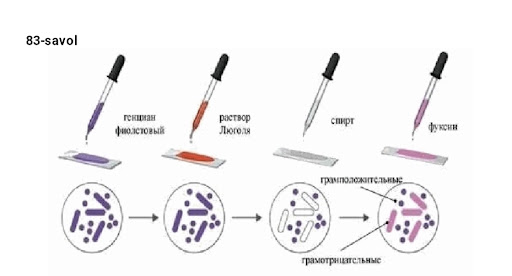 83-savol
генциан
фиолетовый
раствор
Люголя
спирт
фуксин
грамположительные
грамотрицательные